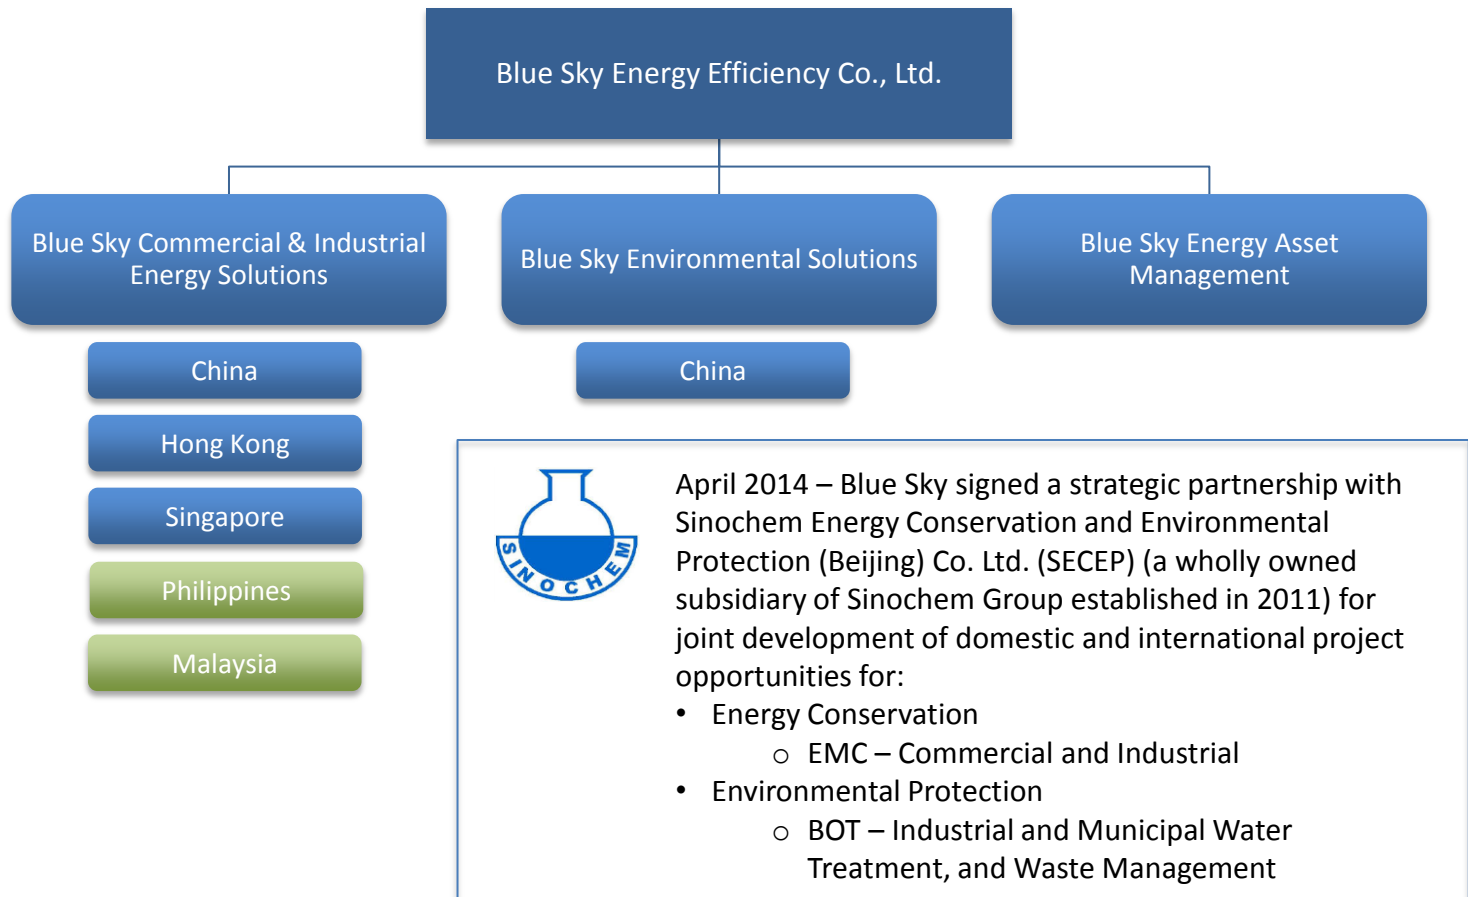 Blue Sky Energy Efficiency Co., Ltd.
Blue Sky Commercial & Industrial
Energy Solutions
Blue Sky Environmental Solutions
Blue Sky Energy Asset
Management
China
Hong Kong
Singapore
Philippines
Malaysia
China
SINOCHEM
April 2014 – Blue Sky signed a strategic partnership with
Sinochem Energy Conservation and Environmental
Protection (Beijing) Co. Ltd. (SECEP) (a wholly owned
subsidiary of Sinochem Group established in 2011) for
joint development of domestic and international project
opportunities for:
• Energy Conservation
o EMC – Commercial and Industrial
• Environmental Protection
o BOT – Industrial and Municipal Water
Treatment, and Waste Management